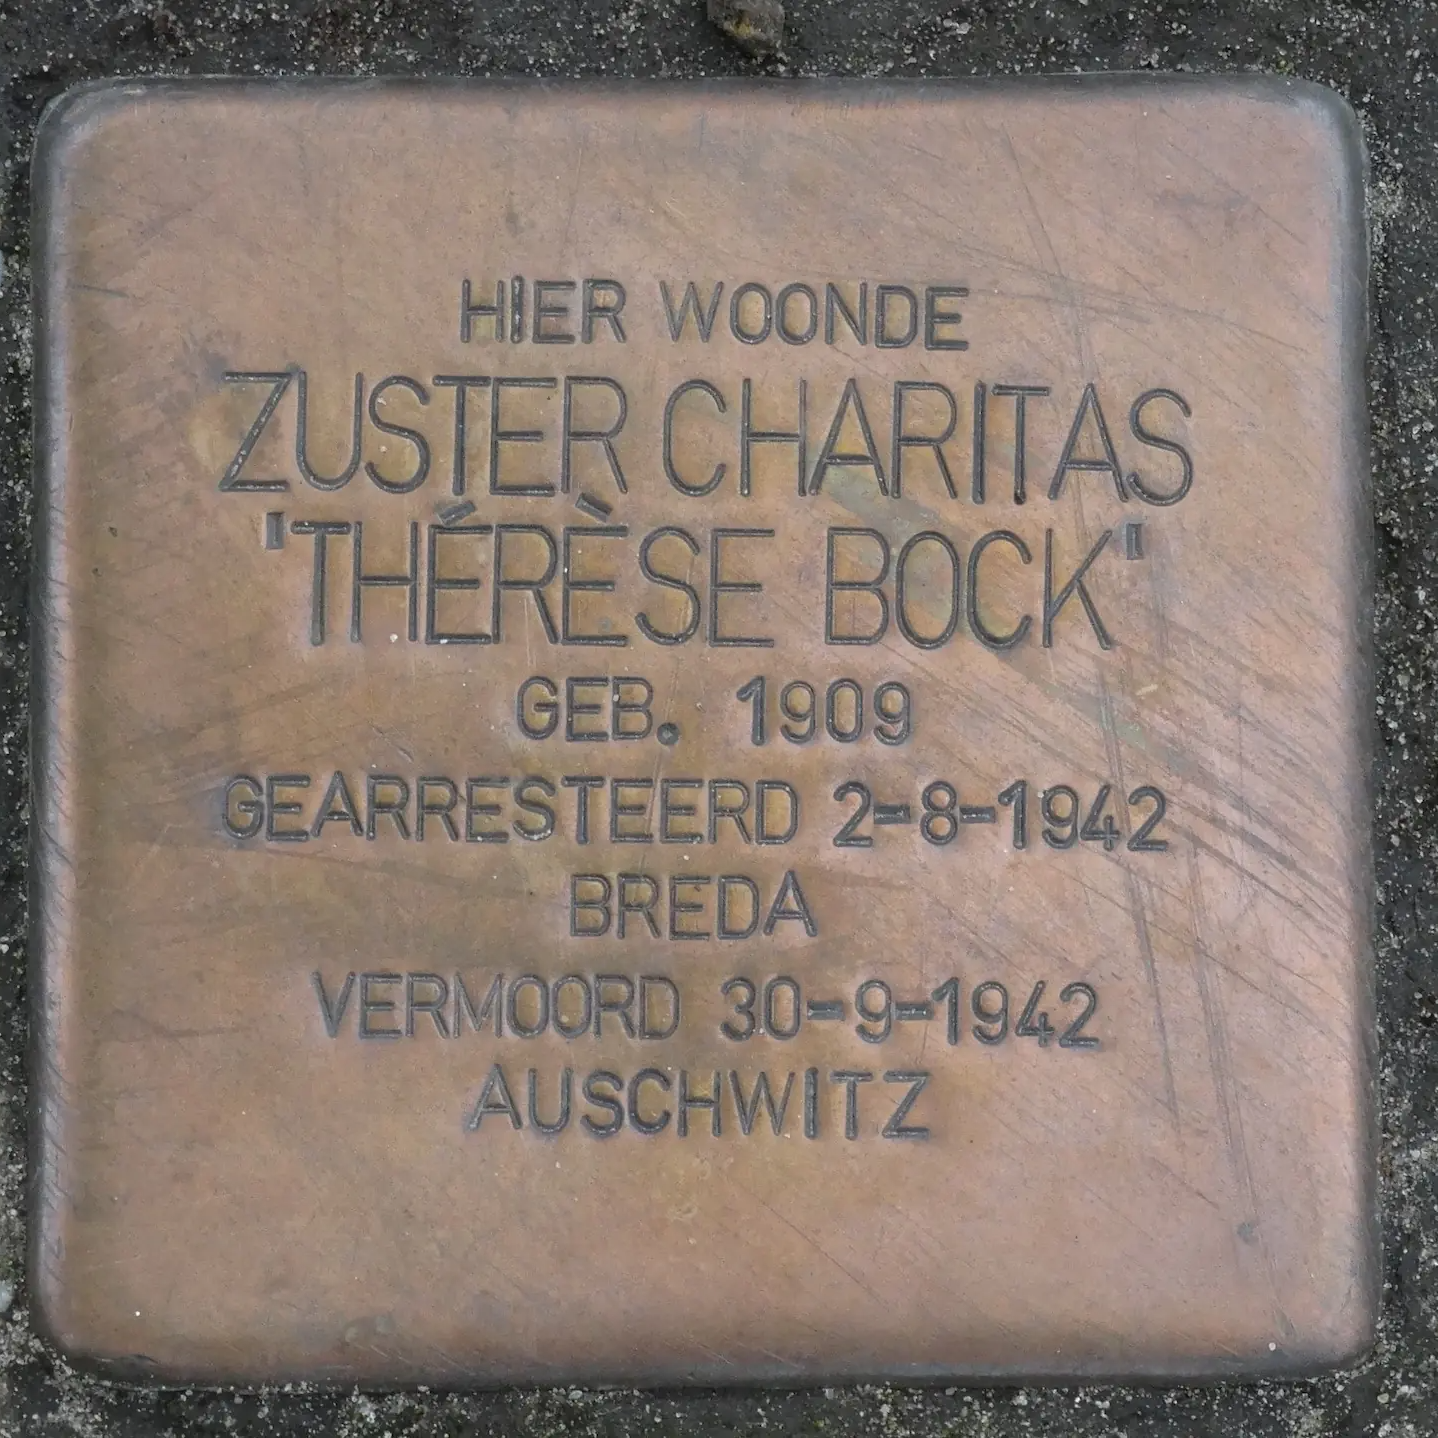 HIER WOONDE
ZUSTER CHARITAS
"THÉRÈSE BOCK"
GEB. 1909
GEARRESTEERD 2-8-1942
BREDA
VERMOORD 30-9-1942
AUSCHWITZ